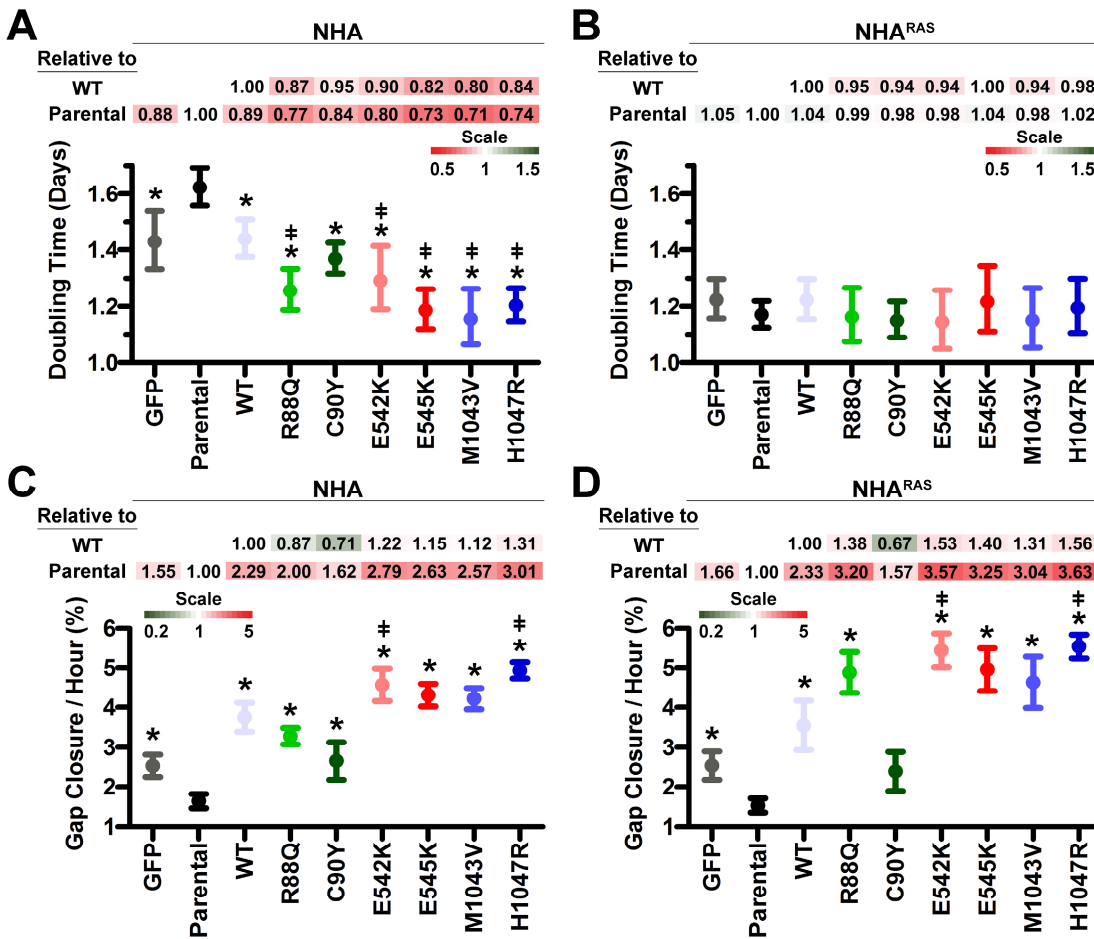 A
NHA
Relative to
WT 1.00 0.87 0.95 0.90 0.82 0.80 0.84
Parental 0.88 1.00 0.89 0.77 0.84 0.80 0.73 0.71 0.74
Scale
0.5 1 1.5
Doubling Time (Days)
1.6
1.4
1.2
1.0
* * ‡ * * ‡ * ‡ * ‡ * ‡ *
GFP Parental WT R88Q C90Y E542K E545K M1043V H1047R
B
NHARAS
WT 1.00 0.95 0.94 0.94 1.00 0.94 0.98
Parental 1.05 1.00 1.04 0.99 0.98 0.98 1.04 0.98 1.02
Scale
0.5 1 1.5
Doubling Time (Days)
1.6
1.4
1.2
1.0
GFP Parental WT R88Q C90Y E542K E545K M1043V H1047R
C
NHA
Relative to
WT 1.00 0.87 0.71 1.22 1.15 1.12 1.31
Parental 1.55 1.00 2.29 2.00 1.62 2.79 2.63 2.57 3.01
Scale
0.2 1 5
Gap Closure / Hour (%)
6
5
4
3
2
1
* * * * ‡ * * * ‡ *
GFP Parental WT R88Q C90Y E542K E545K M1043V H1047R
D
NHARAS
Relative to
WT 1.00 1.38 0.67 1.53 1.40 1.31 1.56
Parental 1.66 1.00 2.33 3.20 1.57 3.57 3.25 3.04 3.63
Scale
0.2 1 5
Gap Closure / Hour (%)
6
5
4
3
2
1
* * * ‡ * * * ‡ *
GFP Parental WT R88Q C90Y E542K E545K M1043V H1047R